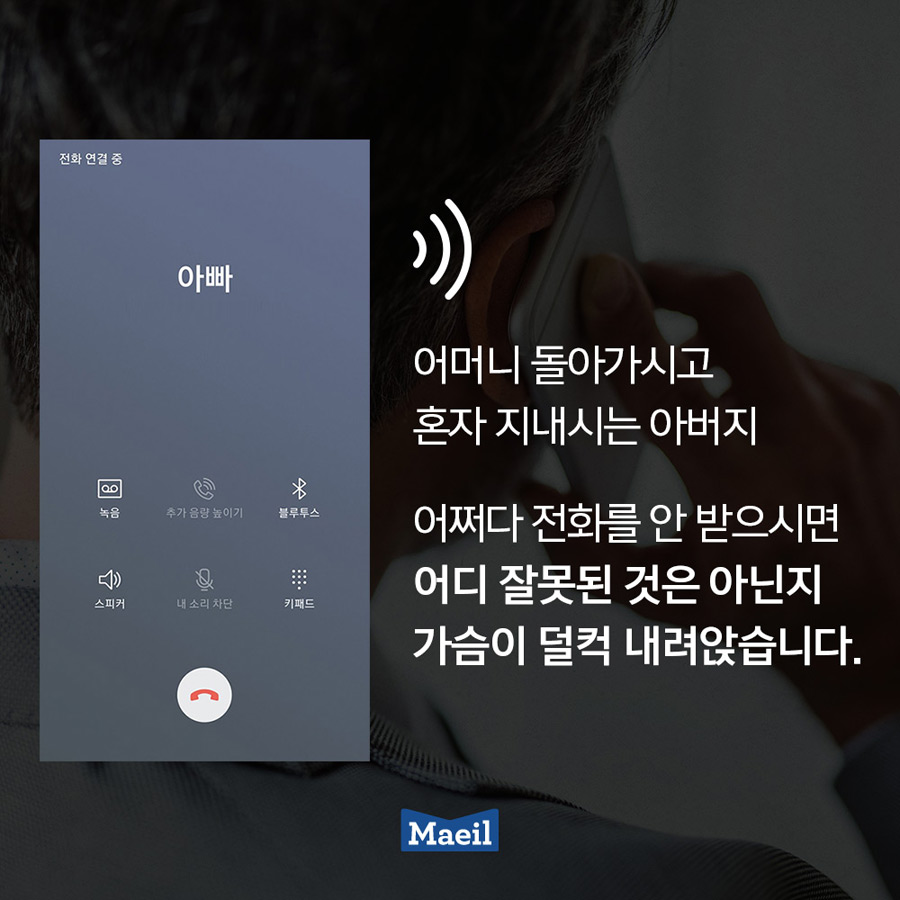 전화 연결 중
아빠
녹음
추가 음량 높이기
블루투스
스피커
내 소리 차단
키패드
어머니 돌아가시고
혼자 지내시는 아버지
어쩌다 전화를 안 받으시면
어디 잘못된 것은 아닌지
가슴이 덜컥 내려앉습니다.
Maeil